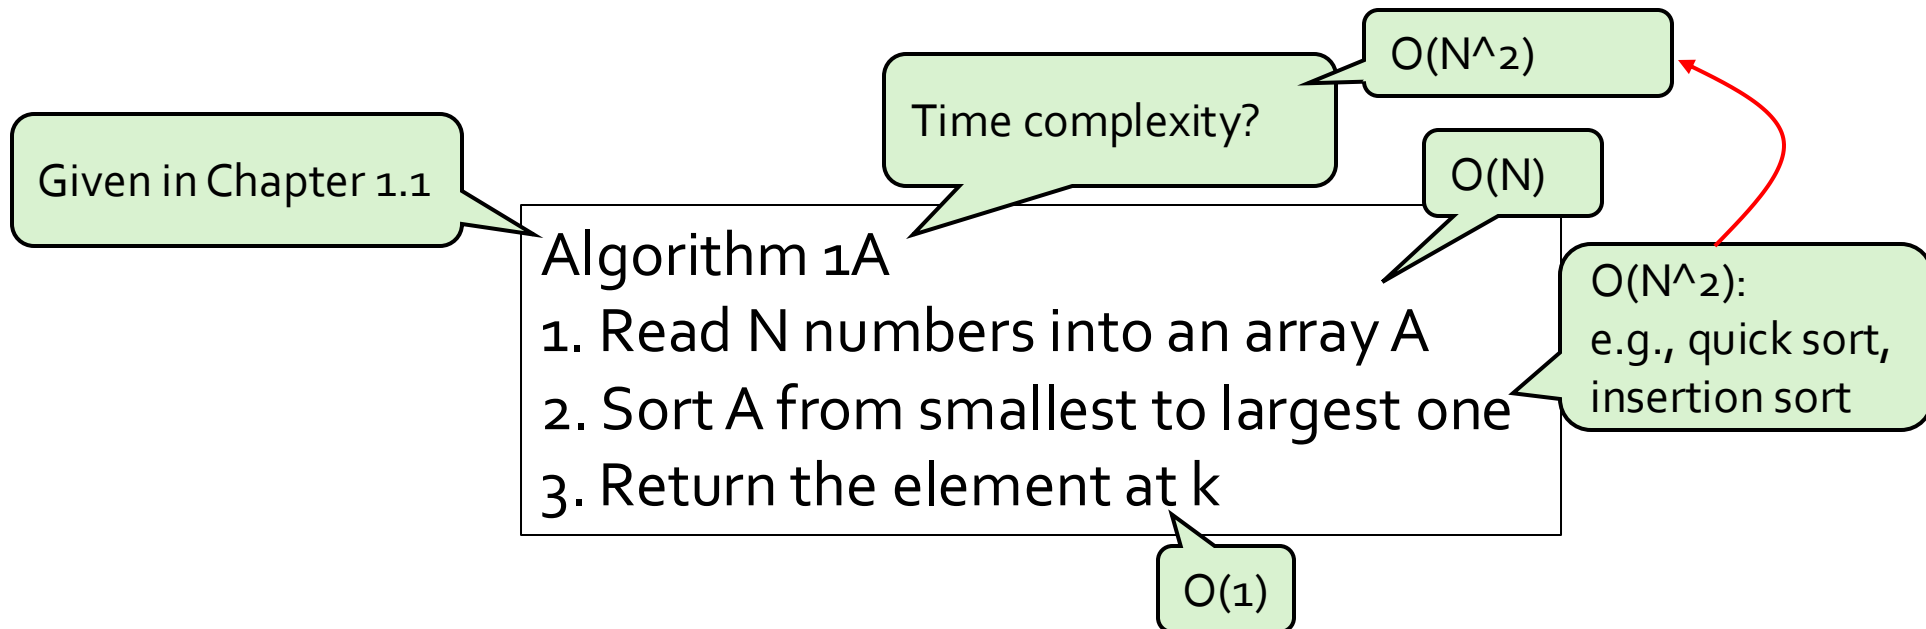 O(N^2)
Time complexity?
Given in Chapter 1.1
O(N)
Algorithm 1A
1. Read N numbers into an array A
2. Sort A from smallest to largest one
3. Return the element at k
O(N^2):
e.g., quick sort,
insertion sort
O(1)